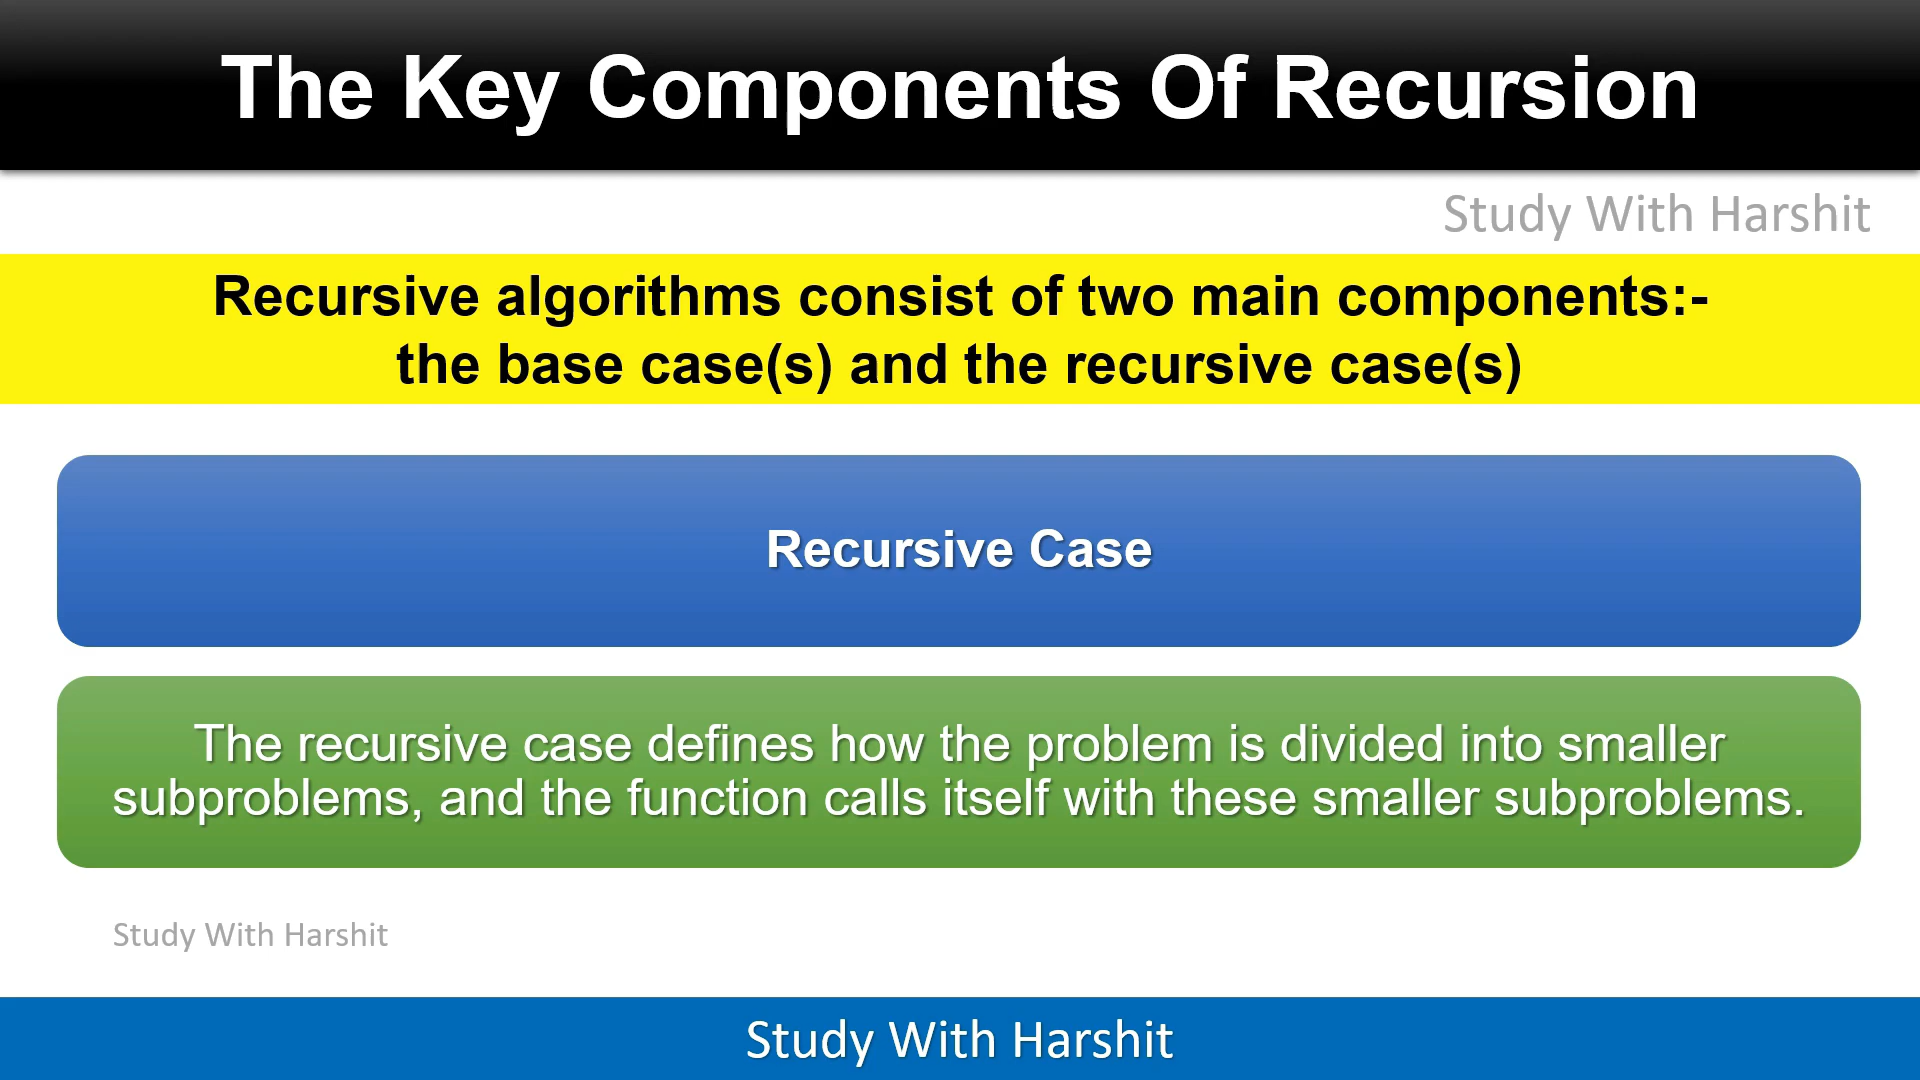 The Key Components Of Recursion
Study With Harshit
Recursive algorithms consist of two main components:-
the base case(s) and the recursive case(s)
Recursive Case
The recursive case defines how the problem is divided into smaller
subproblems, and the function calls itself with these smaller subproblems.
Study With Harshit
Study With Harshit